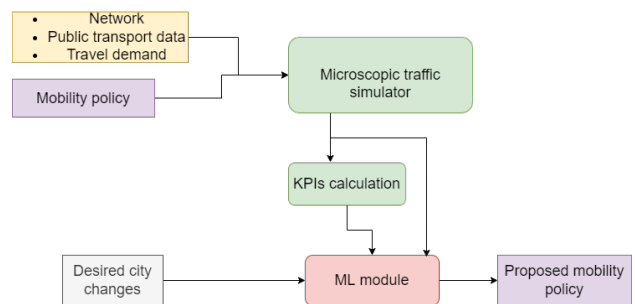 • Network
• Public transport data
• Travel demand
Mobility policy
Microscopic traffic
simulator
KPIs calculation
Desired city
changes
ML module
Proposed mobility
policy